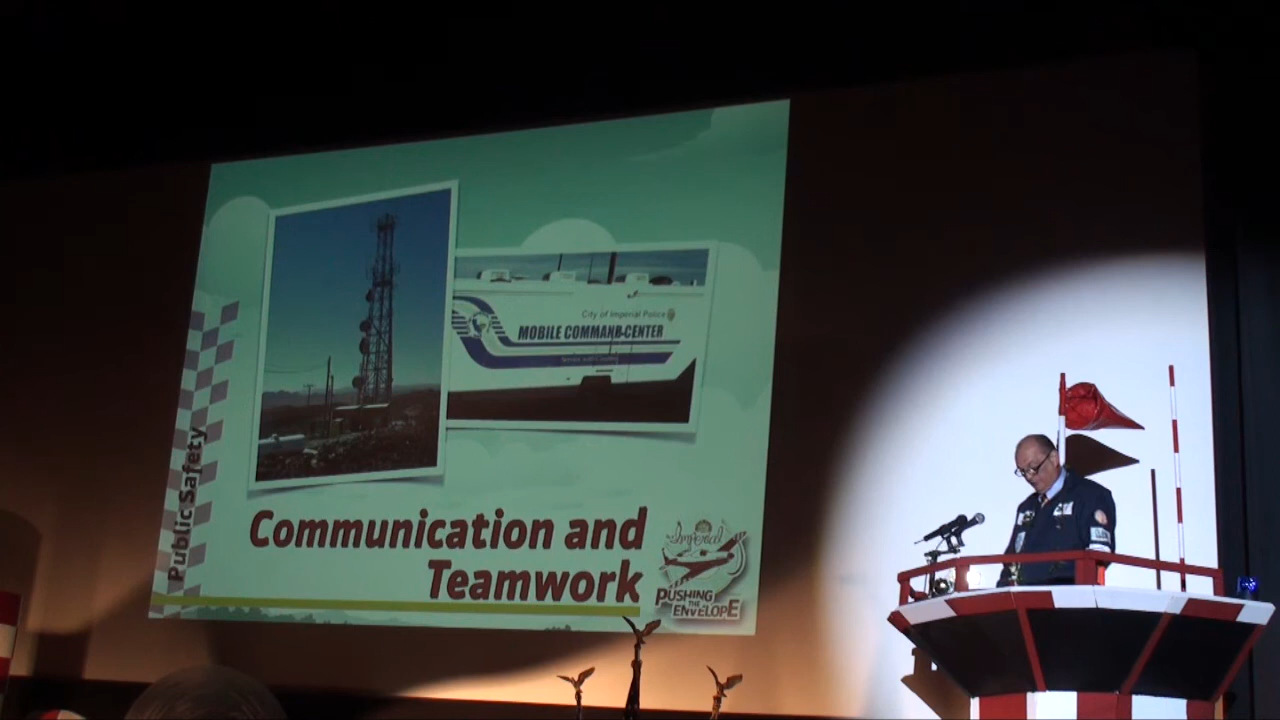 City of Imperial Police
MOBILE COMMAND CENTER
Public Safety
Communication and
Teamwork
Imperial
PUSHING
THE
ENVELOPE